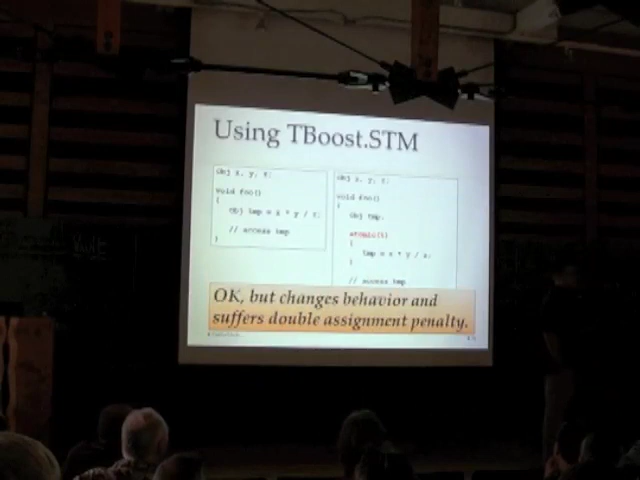 Using TBoost.STM
Obj x, y, z;
void foo()
{
Obj tmp = x * y / z;
// access tmp
}
Obj x, y, z;
void foo()
{
Obj tmp;
atomic(t)
{
tmp = x * y / z;
}
// access tmp
OK, but changes behavior and
suffers double assignment penalty.